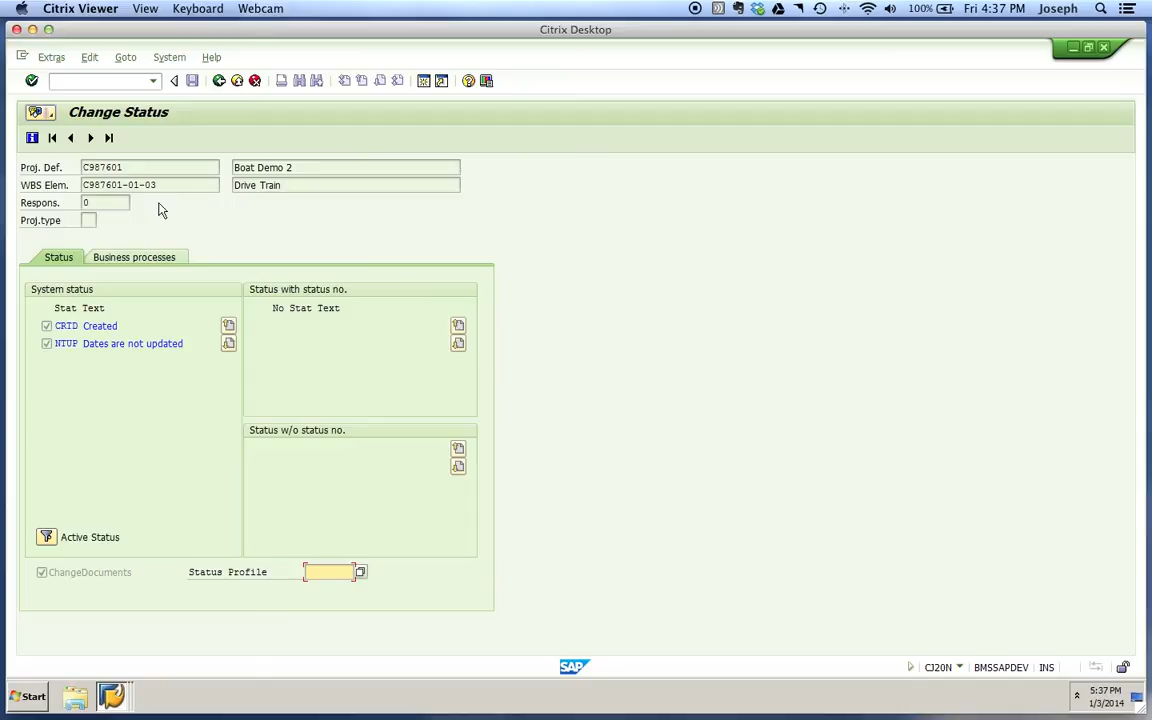 Citrix Viewer View Keyboard Webcam 100% Fri 4:37 PM Joseph
Citrix Desktop
Extras Edit Goto System Help
Change Status
Proj. Def. C987601 Boat Demo 2
WBS Elem. C987601-01-03 Drive Train
Respons. 0
Proj.type
Status Business processes
System status Status with status no.
Stat Text No Stat Text
CRTD Created
NTUP Dates are not updated
Status w/o status no.
Active Status
ChangeDocuments Status Profile
SAP CJ20N BMSSAPDEV INS
Start 5:37 PM
1/3/2014